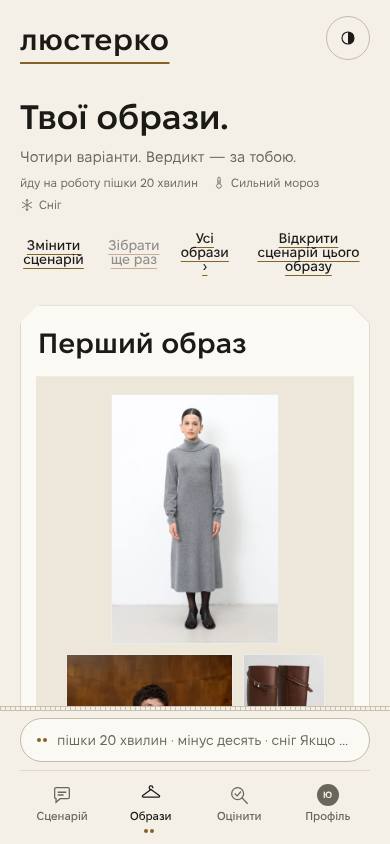 люстерко
Твої образи.
Чотири варіанти. Вердикт — за тобою.
йду на роботу пішки 20 хвилин Сильний мороз
Сніг
Змінити
сценарій
Зібрати
ще раз
Усі
образи
›
Відкрити
сценарій цього
образу
Перший образ
пішки 20 хвилин · мінус десять · сніг Якщо ...
Сценарій Образи Оцінити Ю Профіль